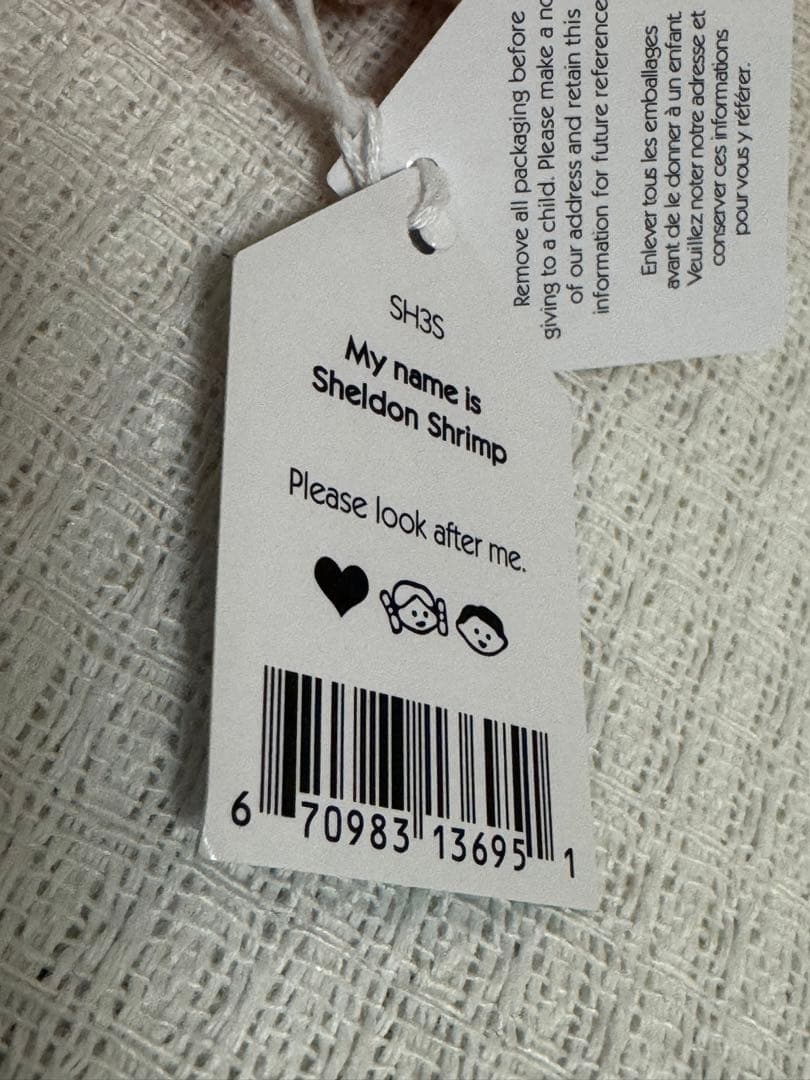 SH3S
My name is
Sheldon Shrimp
Please look after me.
6 70983 13695 1
Remove all packaging before
giving to a child. Please make a
of our address and retain this
information for future reference
Enlever tous les emballages
avant de le donner à un enfant.
Veuillez noter notre adresse et
conserver ces informations
pour vous y référer.